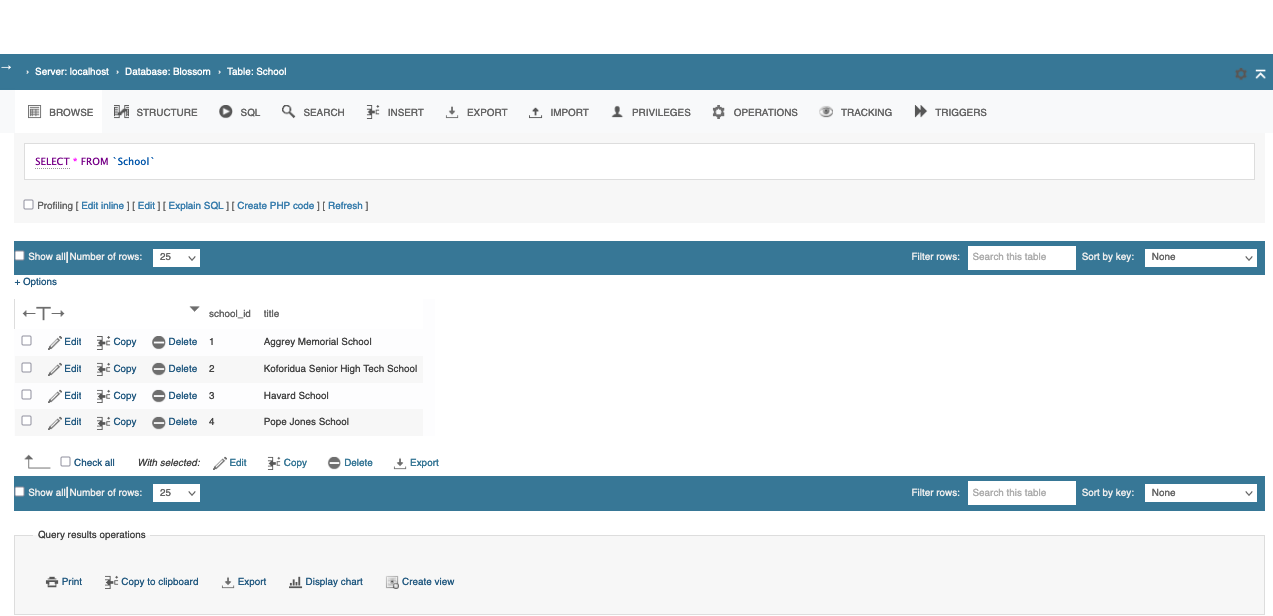 Server: localhost › Database: Blossom › Table: School
BROWSE STRUCTURE SQL SEARCH INSERT EXPORT IMPORT PRIVILEGES OPERATIONS TRACKING TRIGGERS
SELECT * FROM `School`
Profiling [ Edit inline ] [ Edit ] [ Explain SQL ] [ Create PHP code ] [ Refresh ]
Show all Number of rows: 25 Filter rows: Search this table Sort by key: None
+ Options
←T→ school_id title
Edit Copy Delete 1 Aggrey Memorial School
Edit Copy Delete 2 Koforidua Senior High Tech School
Edit Copy Delete 3 Havard School
Edit Copy Delete 4 Pope Jones School
Check all With selected: Edit Copy Delete Export
Show all Number of rows: 25 Filter rows: Search this table Sort by key: None
Query results operations
Print Copy to clipboard Export Display chart Create view